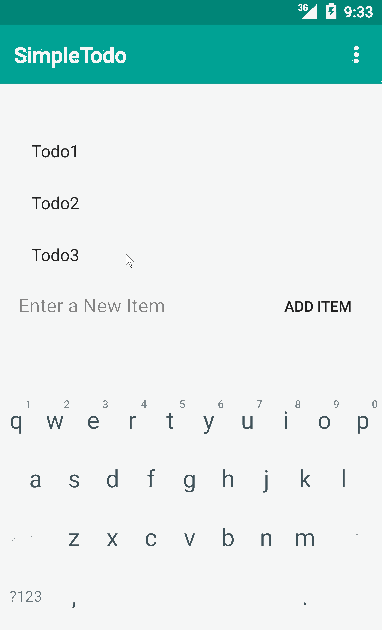 3G 9:33
SimpleTodo
Todo1
Todo2
Todo3
Enter a New Item ADD ITEM
1 2 3 4 5 6 7 8 9 0
q w e r t y u i o p
a s d f g h j k l
z x c v b n m
?123 , .